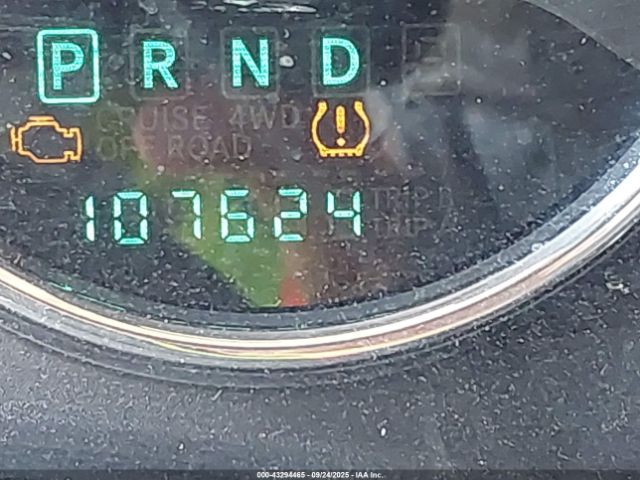 P R N D
CRUISE 4WD
OFF ROAD
107624
TRIP
TRIP A
000-43294465 - 09/24/2025 - IAA Inc.